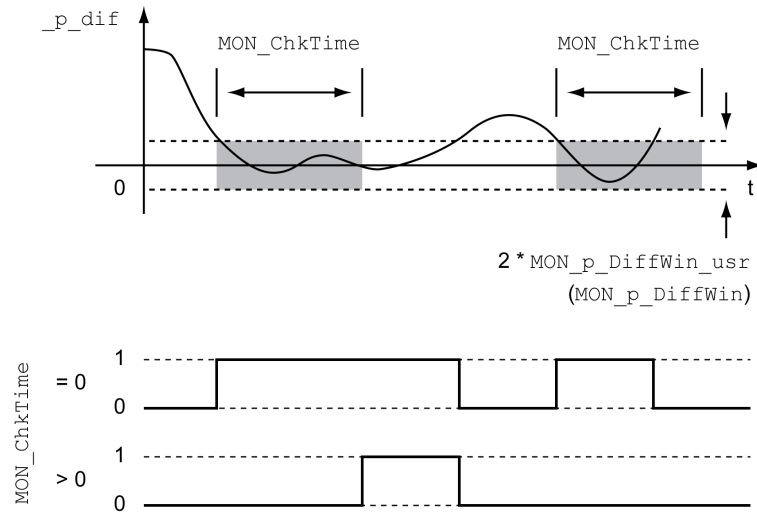 _p_dif
MON_ChkTime MON_ChkTime
0 t
2 * MON_p_DiffWin_usr
(MON_p_DiffWin)
MON_ChkTime
= 0
1
0
> 0
1
0